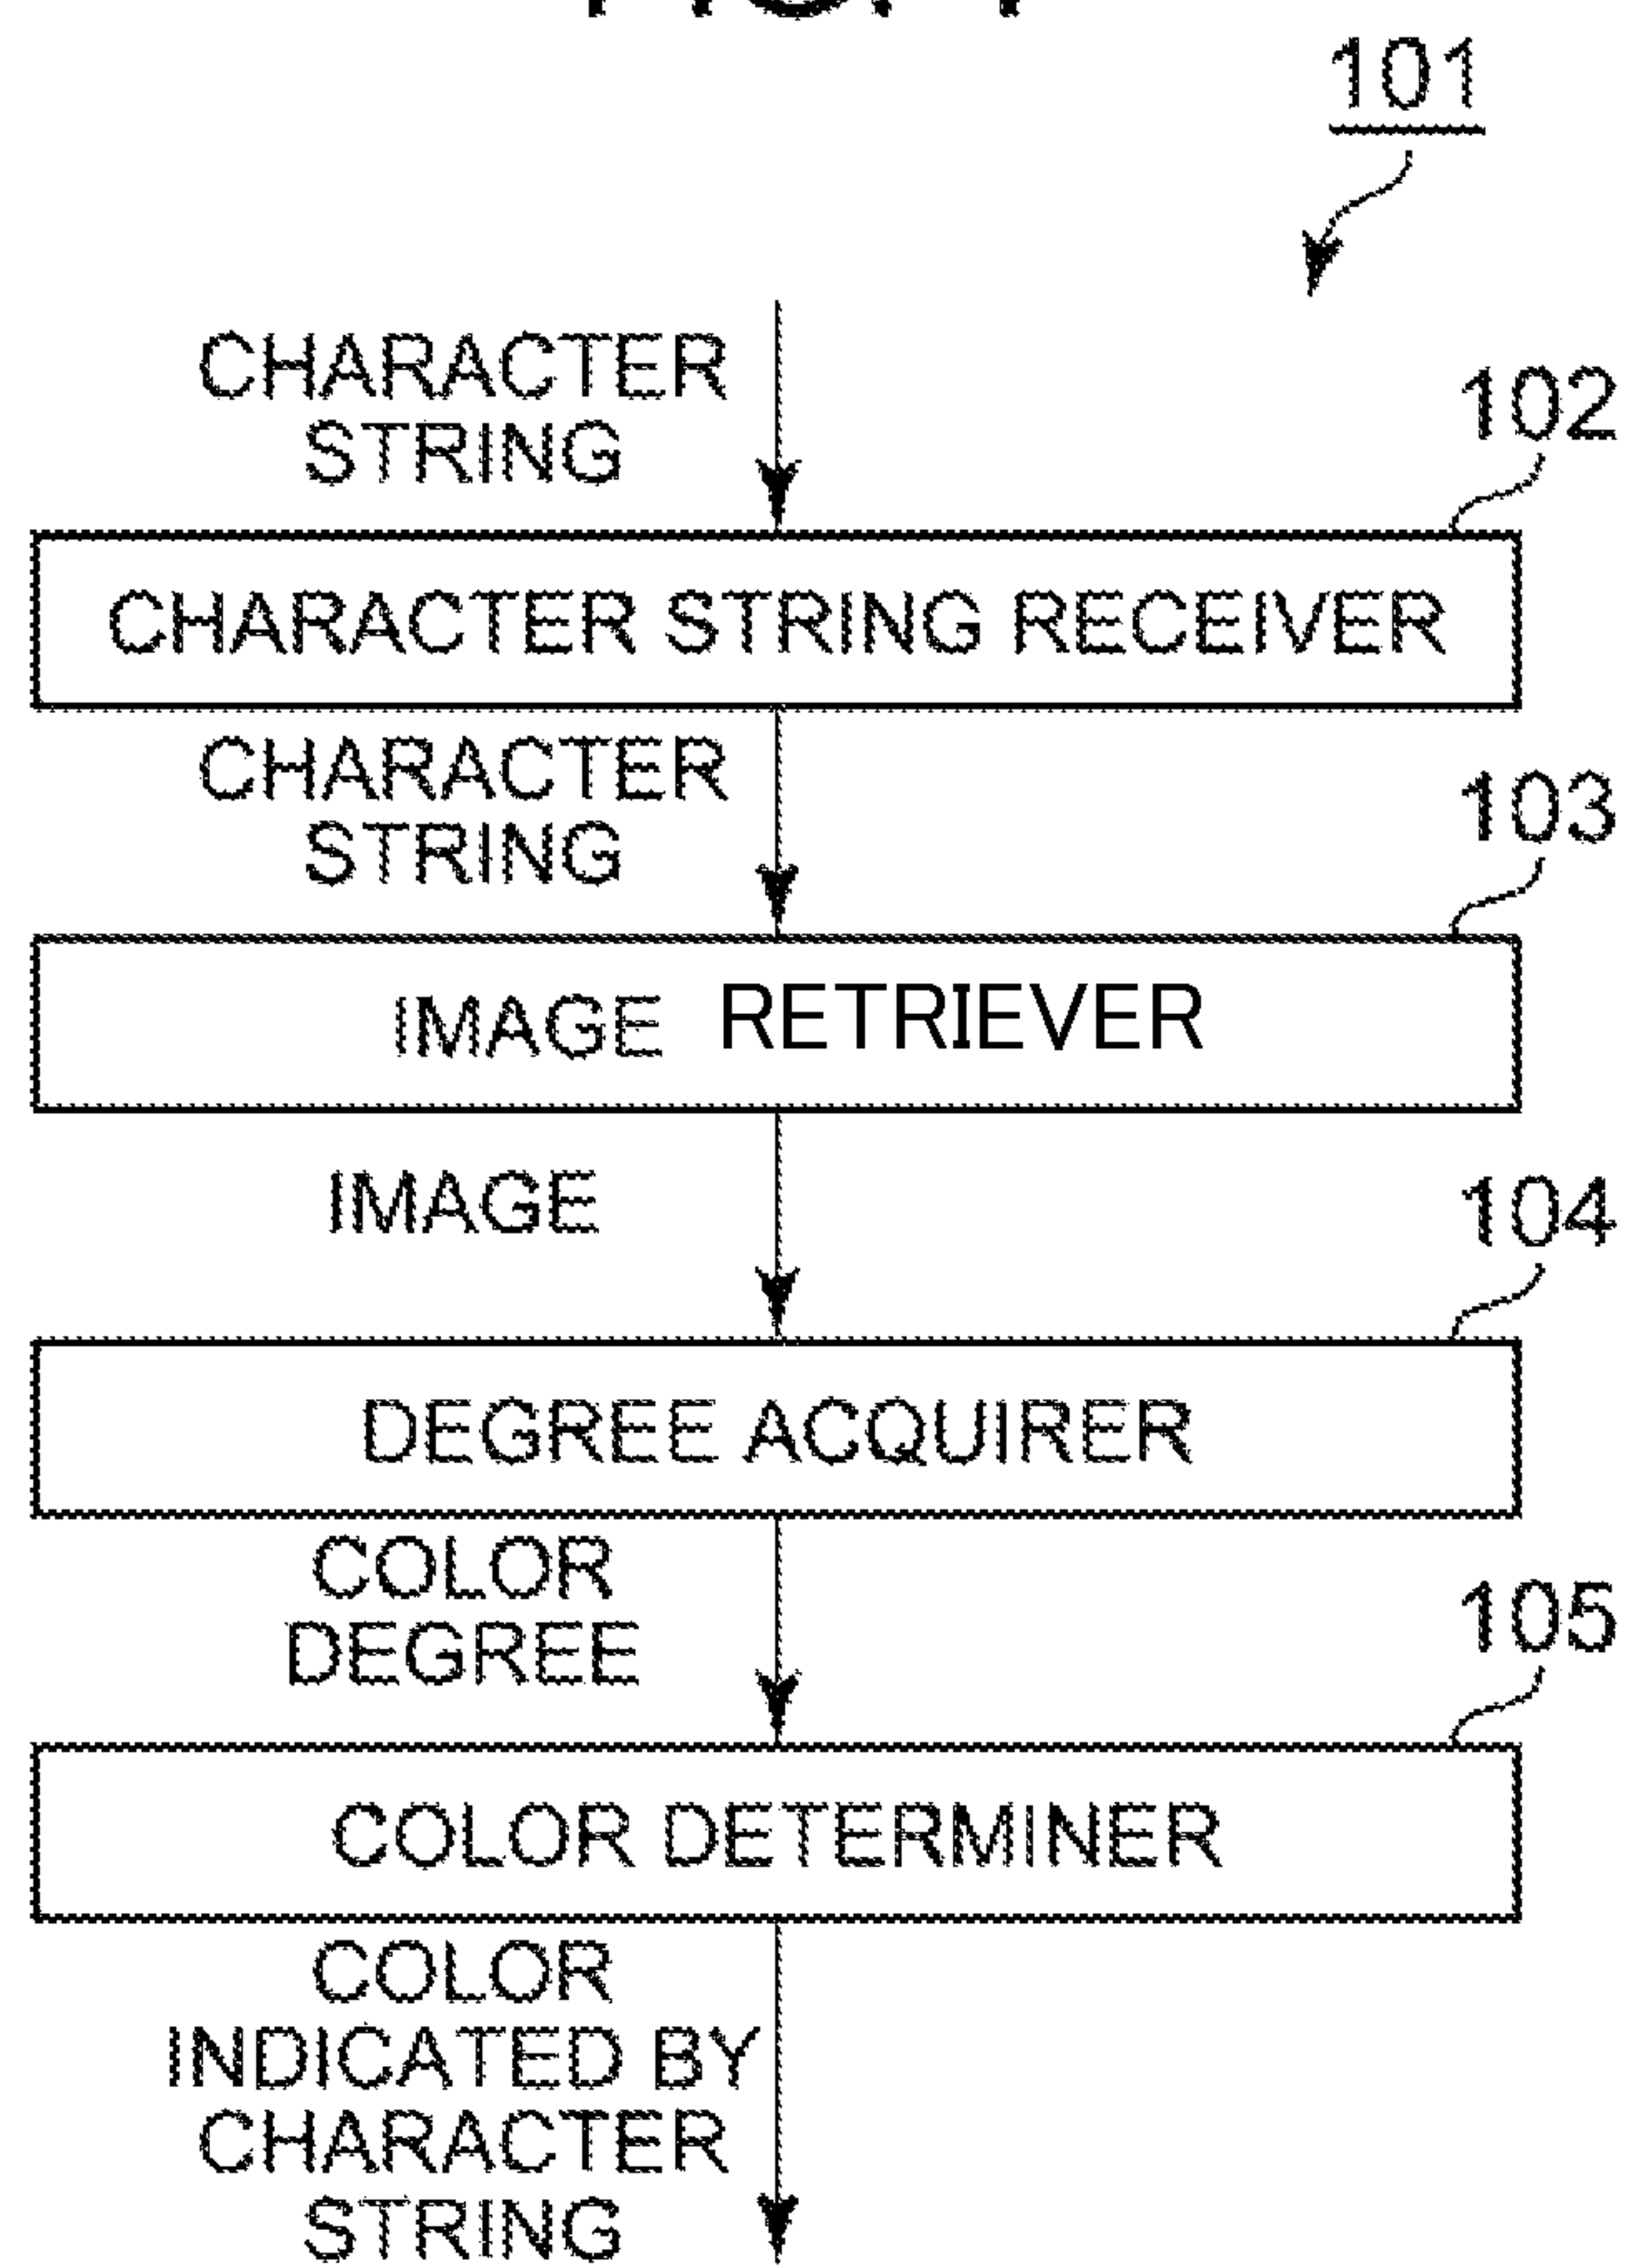 101
CHARACTER
STRING
102
CHARACTER STRING RECEIVER
CHARACTER
STRING
103
IMAGE RETRIEVER
IMAGE
104
DEGREE ACQUIRER
COLOR
DEGREE
105
COLOR DETERMINER
COLOR
INDICATED BY
CHARACTER
STRING